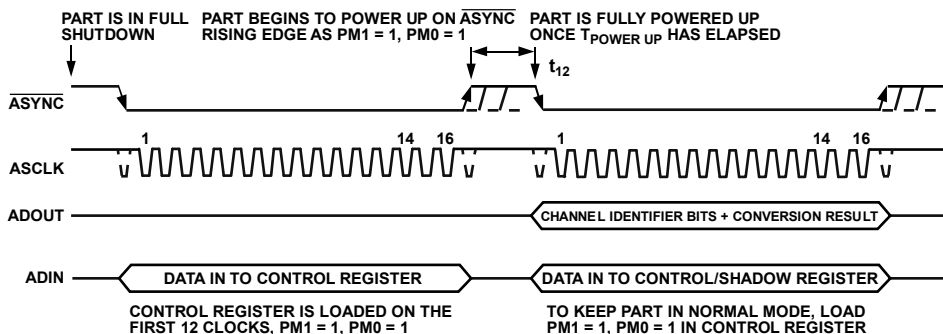 PART IS IN FULL SHUTDOWN
PART BEGINS TO POWER UP ON ASYNC RISING EDGE AS PM1 = 1, PM0 = 1
PART IS FULLY POWERED UP ONCE TPOWER UP HAS ELAPSED
t12
ASYNC
1 14 16 1 14 16
ASCLK
ADOUT
CHANNEL IDENTIFIER BITS + CONVERSION RESULT
ADIN
DATA IN TO CONTROL REGISTER
DATA IN TO CONTROL/SHADOW REGISTER
CONTROL REGISTER IS LOADED ON THE FIRST 12 CLOCKS, PM1 = 1, PM0 = 1
TO KEEP PART IN NORMAL MODE, LOAD PM1 = 1, PM0 = 1 IN CONTROL REGISTER